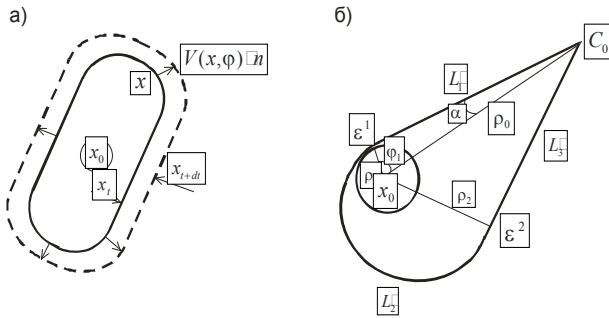 а)
V(x,φ)□n
x
x₀
xₜ
xₜ₊dₜ
б)
C₀
L₁□
α
ρ₀
ε¹
φ₁
L₃□
ρ
x₀
ρ₂
ε²
L₂□